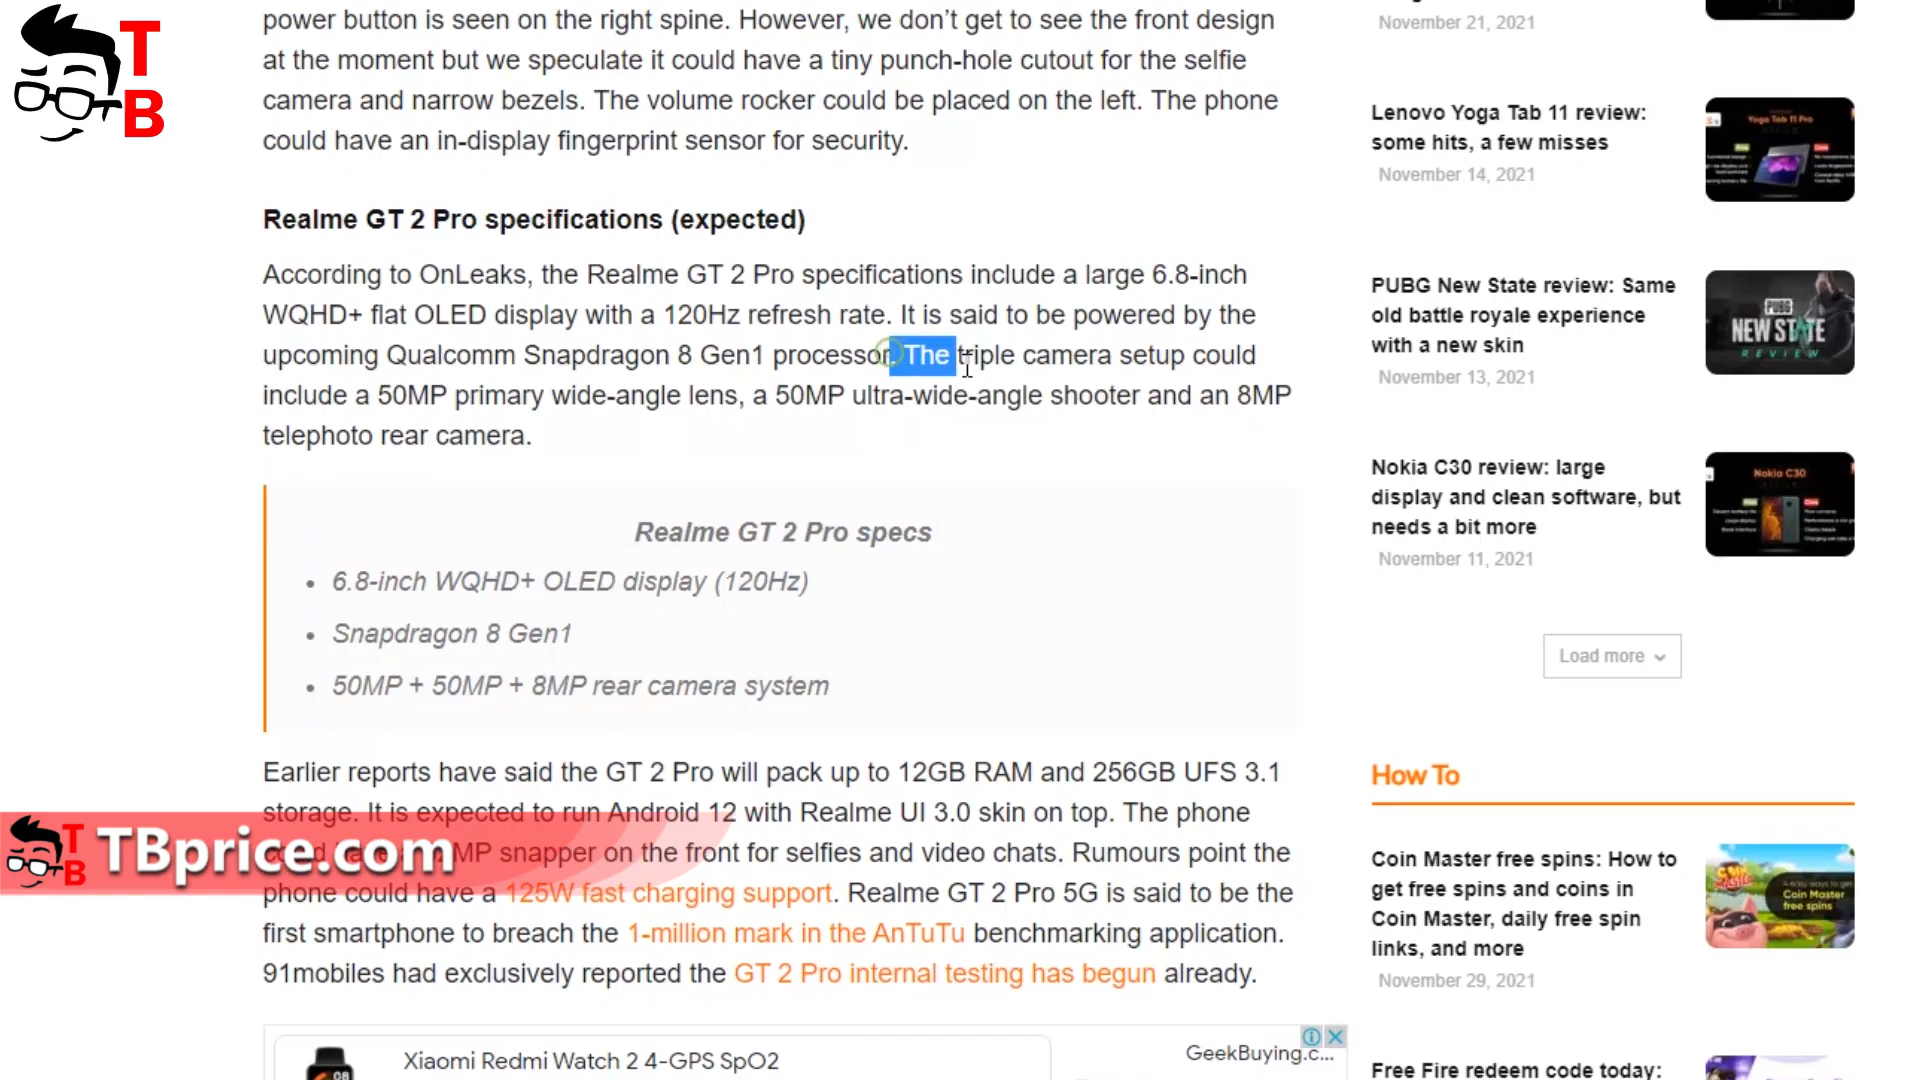 T
B
power button is seen on the right spine. However, we don't get to see the front design
at the moment but we speculate it could have a tiny punch-hole cutout for the selfie
camera and narrow bezels. The volume rocker could be placed on the left. The phone
could have an in-display fingerprint sensor for security.
Realme GT 2 Pro specifications (expected)
According to OnLeaks, the Realme GT 2 Pro specifications include a large 6.8-inch
WQHD+ flat OLED display with a 120Hz refresh rate. It is said to be powered by the
upcoming Qualcomm Snapdragon 8 Gen1 processor. The triple camera setup could
include a 50MP primary wide-angle lens, a 50MP ultra-wide-angle shooter and an 8MP
telephoto rear camera.
Realme GT 2 Pro specs
• 6.8-inch WQHD+ OLED display (120Hz)
• Snapdragon 8 Gen1
• 50MP + 50MP + 8MP rear camera system
Earlier reports have said the GT 2 Pro will pack up to 12GB RAM and 256GB UFS 3.1
storage. It is expected to run Android 12 with Realme UI 3.0 skin on top. The phone
MP snapper on the front for selfies and video chats. Rumours point the
phone could have a 125W fast charging support. Realme GT 2 Pro 5G is said to be the
first smartphone to breach the 1-million mark in the AnTuTu benchmarking application.
91mobiles had exclusively reported the GT 2 Pro internal testing has begun already.
TB
TBprice.com
Xiaomi Redmi Watch 2 4-GPS SpO2
GeekBuying.c...
08
November 21, 2021
Lenovo Yoga Tab 11 review:
some hits, a few misses
November 14, 2021
Yoga Tab 11 Pro
PUBG New State review: Same
old battle royale experience
with a new skin
November 13, 2021
PUBG
NEW STATE
REVIEW
Nokia C30 review: large
display and clean software, but
needs a bit more
November 11, 2021
Nokia C30
Load more
How To
Coin Master free spins: How to
get free spins and coins in
Coin Master, daily free spin
links, and more
November 29, 2021
4 easy ways to get
Coin Master
free spins
Free Fire redeem code today: